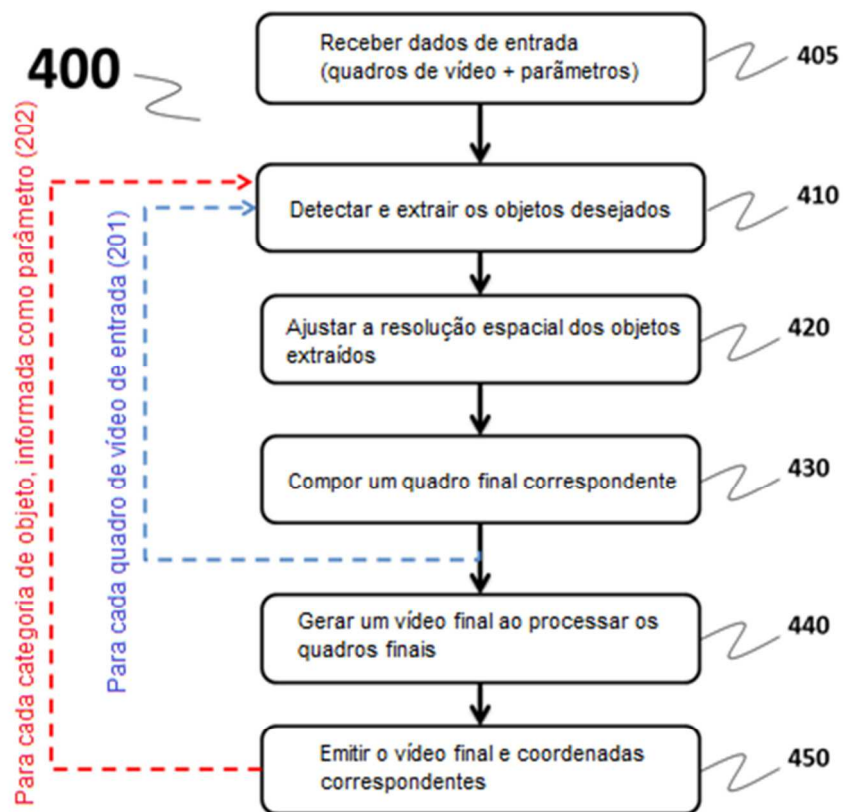 400
Receber dados de entrada
(quadros de vídeo + parâmetros)
405
Detectar e extrair os objetos desejados
410
Ajustar a resolução espacial dos objetos
extraídos
420
Compor um quadro final correspondente
430
Gerar um vídeo final ao processar os
quadros finais
440
Emitir o vídeo final e coordenadas
correspondentes
450
Para cada categoria de objeto, informada como parâmetro (202)
Para cada quadro de vídeo de entrada (201)